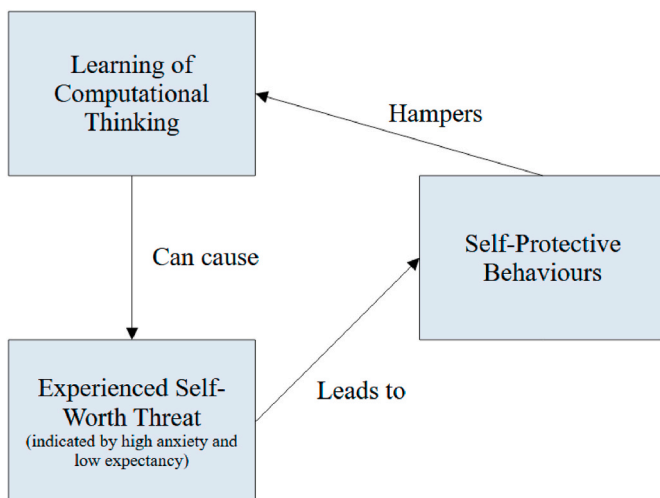 Learning of
Computational
Thinking
Hampers
Self-Protective
Behaviours
Can cause
Experienced Self-
Worth Threat
(indicated by high anxiety and
low expectancy)
Leads to